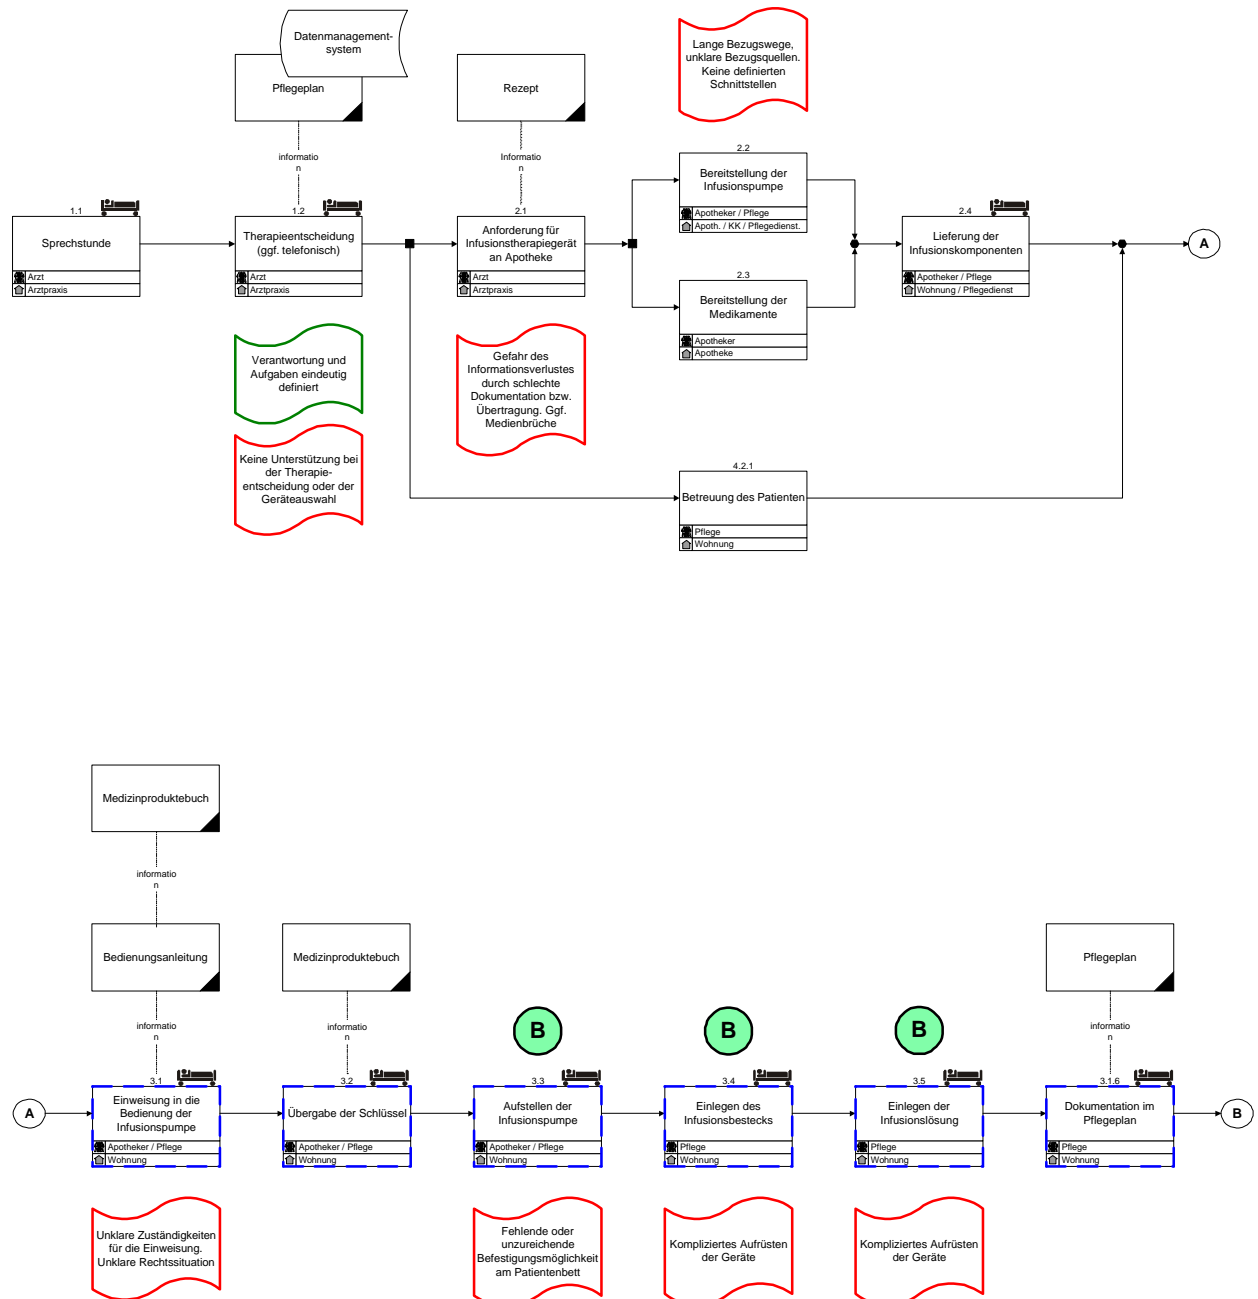 Datenmanagement-
system
Pflegeplan
Rezept
Lange Bezugswege,
unklare Bezugsquellen.
Keine definierten
Schnittstellen
informatio
n
Informatio
n
1.1
Sprechstunde
Arzt
Arztpraxis
1.2
Therapieentscheidung
(ggf. telefonisch)
Arzt
Arztpraxis
2.1
Anforderung für
Infusionstherapiegerät
an Apotheke
Arzt
Arztpraxis
2.2
Bereitstellung der
Infusionspumpe
Apotheker / Pflege
Apoth. / KK / Pflegedienst.
2.3
Bereitstellung der
Medikamente
Apotheker
Apotheke
2.4
Lieferung der
Infusionskomponenten
Apotheker / Pflege
Wohnung / Pflegedienst
A
Verantwortung und
Aufgaben eindeutig
definiert
Keine Unterstützung bei
der Therapie-
entscheidung oder der
Geräteauswahl
Gefahr des
Informationsverlustes
durch schlechte
Dokumentation bzw.
Übertragung. Ggf.
Medienbrüche
4.2.1
Betreuung des Patienten
Pflege
Wohnung
Medizinproduktebuch
informatio
n
Bedienungsanleitung
Medizinproduktebuch
Pflegeplan
informatio
n
informatio
n
informatio
n
B
B
B
A
3.1
Einweisung in die
Bedienung der
Infusionspumpe
Apotheker / Pflege
Wohnung
3.2
Übergabe der Schlüssel
Apotheker / Pflege
Wohnung
3.3
Aufstellen der
Infusionspumpe
Apotheker / Pflege
Wohnung
3.4
Einlegen des
Infusionsbestecks
Pflege
Wohnung
3.5
Einlegen der
Infusionslösung
Pflege
Wohnung
3.1.6
Dokumentation im
Pflegeplan
Pflege
Wohnung
B
Unklare Zuständigkeiten
für die Einweisung.
Unklare Rechtssituation
Fehlende oder
unzureichende
Befestigungsmöglichkeit
am Patientenbett
Kompliziertes Aufrüsten
der Geräte
Kompliziertes Aufrüsten
der Geräte